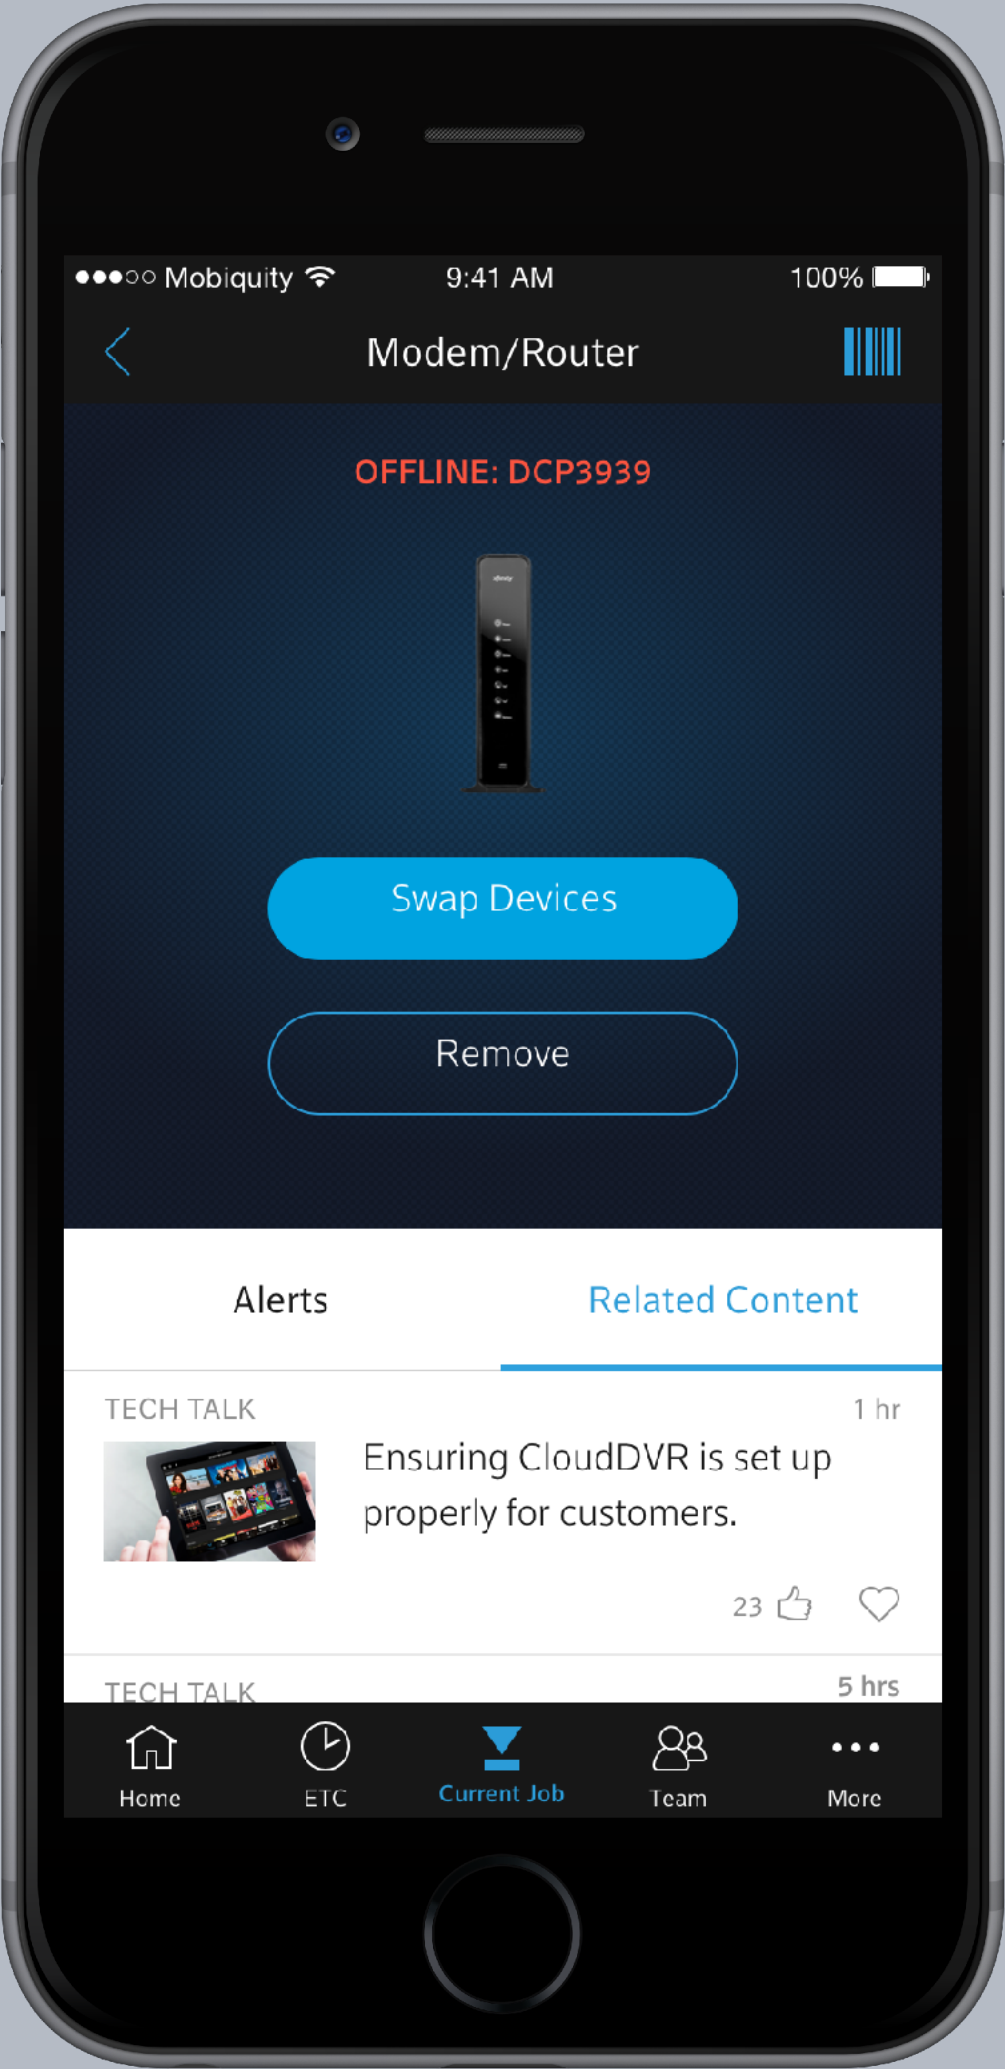 Mobiquity
9:41 AM
100%
Modem/Router
OFFLINE: DCP3939
xfinity
Swap Devices
Remove
Alerts
Related Content
TECH TALK
1 hr
Ensuring CloudDVR is set up
properly for customers.
23
TECH TALK
5 hrs
Home
ETC
Current Job
Team
More